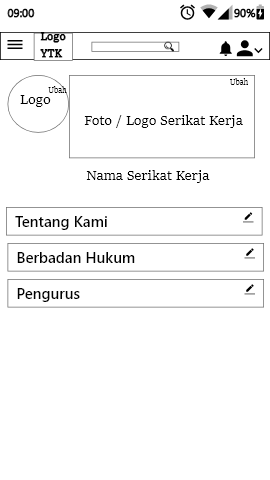 09:00
90%
Logo
YTK
Ubah
Logo
Ubah
Foto / Logo Serikat Kerja
Nama Serikat Kerja
Tentang Kami
Berbadan Hukum
Pengurus